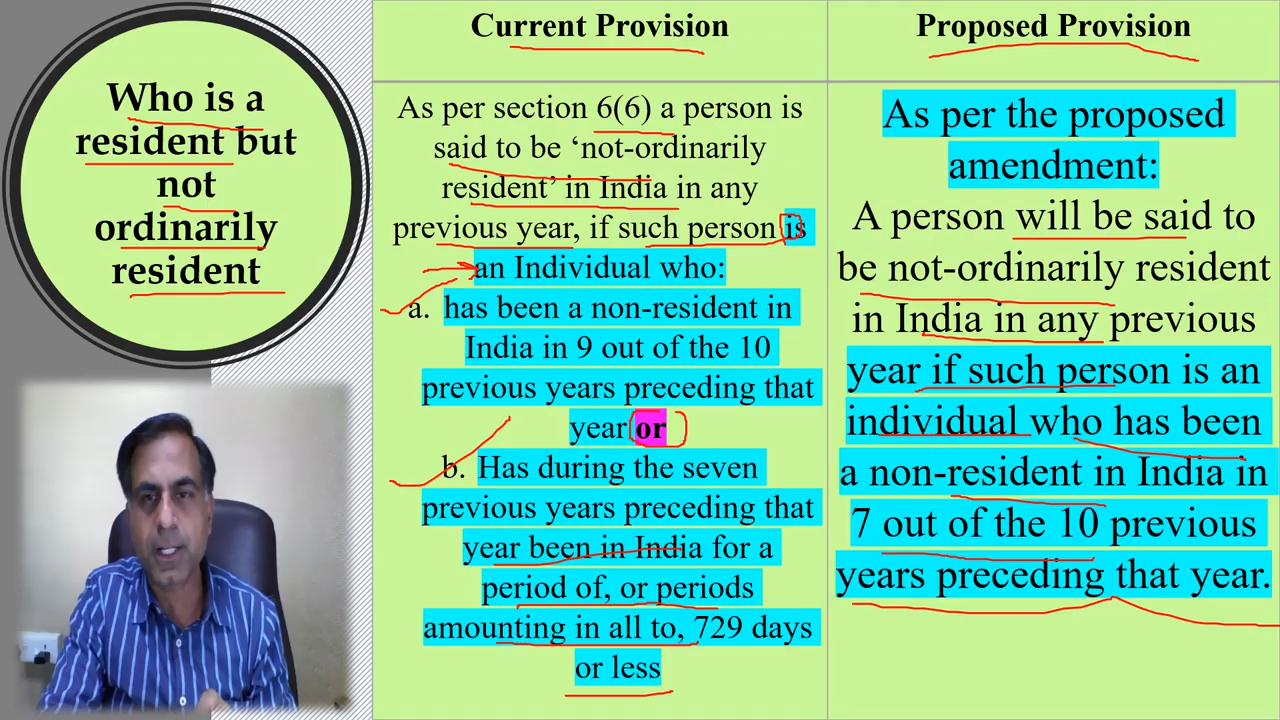 Who is a
resident but
not
ordinarily
resident
Current Provision
As per section 6(6) a person is
said to be ‘not-ordinarily
resident’ in India in any
previous year, if such person is
an Individual who:
a. has been a non-resident in
India in 9 out of the 10
previous years preceding that
year or
b. Has during the seven
previous years preceding that
year been in India for a
period of, or periods
amounting in all to, 729 days
or less
Proposed Provision
As per the proposed
amendment:
A person will be said to
be not-ordinarily resident
in India in any previous
year if such person is an
individual who has been
a non-resident in India in
7 out of the 10 previous
years preceding that year.